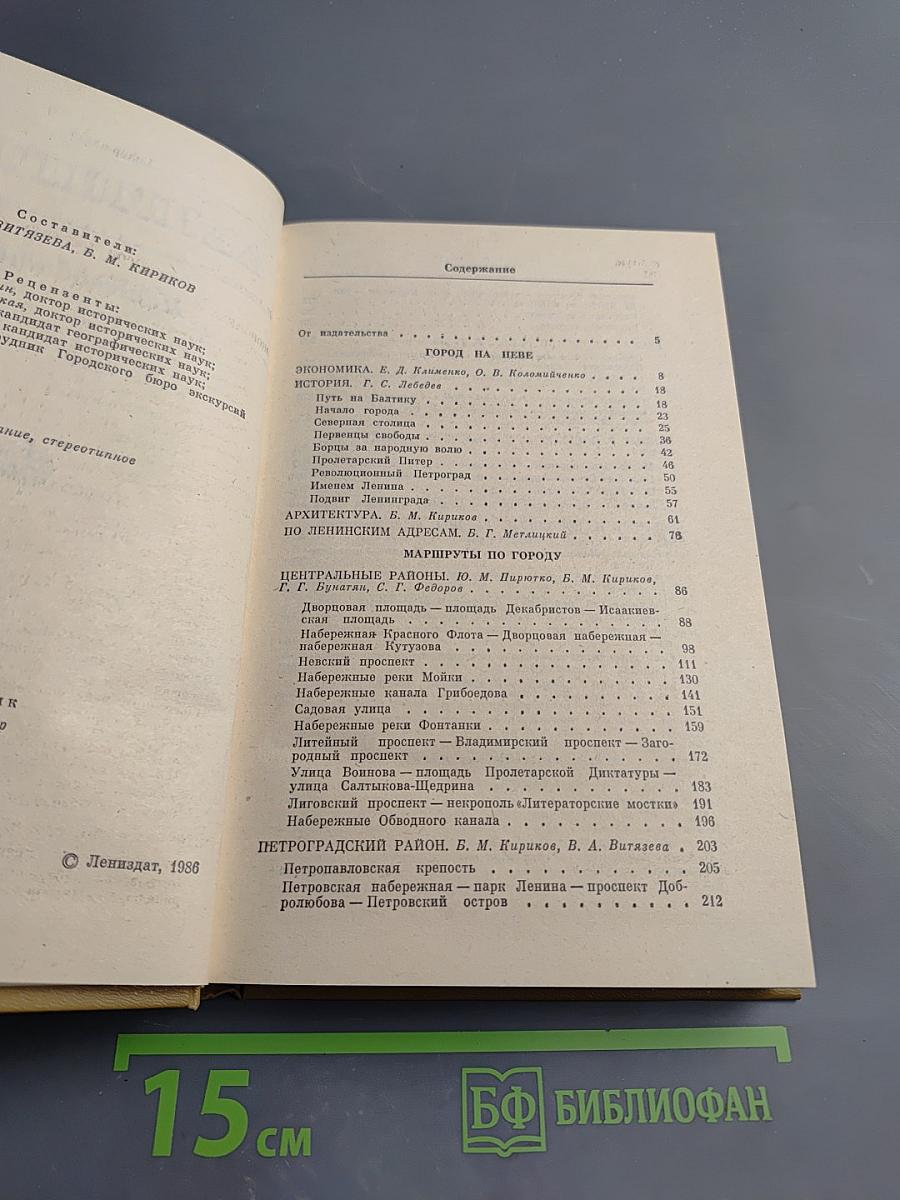 Составители:
ВИТЯЗЕВА, Б. М. КИРИКОВ
Рецензенты:
доктор исторических наук;
доктор исторических наук;
кандидат географических наук;
кандидат исторических наук;
Городского бюро экскурсий
стереотипное
© Лениздат, 1986
Содержание
От издательства . . . . . . . . . . . . . . . . . 5
ГОРОД НА НЕВЕ
ЭКОНОМИКА. Е. Д. Клименко, О. В. Коломийченко . . . . 8
ИСТОРИЯ. Г. С. Лебедев . . . . . . . . . . . . . 18
Путь на Балтику . . . . . . . . . . . . . . 18
Начало города . . . . . . . . . . . . . . 23
Северная столица . . . . . . . . . . . . . 25
Первенцы свободы . . . . . . . . . . . . . 36
Борцы за народную волю . . . . . . . . . . . 42
Пролетарский Питер . . . . . . . . . . . . . 46
Революционный Петроград . . . . . . . . . . . 50
Именем Ленина . . . . . . . . . . . . . . 55
Подвиг Ленинграда . . . . . . . . . . . . . 57
АРХИТЕКТУРА. Б. М. Кириков . . . . . . . . . . . 61
ПО ЛЕНИНСКИМ АДРЕСАМ. Б. Г. Метлицкий . . . . . . 76
МАРШРУТЫ ПО ГОРОДУ
ЦЕНТРАЛЬНЫЕ РАЙОНЫ. Ю. М. Пирютко, Б. М. Кириков,
Г. Г. Бунатян, С. Г. Федоров . . . . . . . . . . . . 86
Дворцовая площадь — площадь Декабристов — Исаакиев-
ская площадь . . . . . . . . . . . . . . . 88
Набережная Красного Флота — Дворцовая набережная —
набережная Кутузова . . . . . . . . . . . . 98
Невский проспект . . . . . . . . . . . . . . 111
Набережные реки Мойки . . . . . . . . . . . . 130
Набережные канала Грибоедова . . . . . . . . . 141
Садовая улица . . . . . . . . . . . . . . . 151
Набережные реки Фонтанки . . . . . . . . . . . 159
Литейный проспект — Владимирский проспект — Заго-
родный проспект . . . . . . . . . . . . . . 172
Улица Воинова — площадь Пролетарской Диктатуры —
улица Салтыкова-Щедрина . . . . . . . . . . . 183
Лиговский проспект — некрополь «Литераторские мостки» 191
Набережные Обводного канала . . . . . . . . . . 196
ПЕТРОГРАДСКИЙ РАЙОН. Б. М. Кириков, В. А. Витязева . 203
Петропавловская крепость . . . . . . . . . . . 205
Петровская набережная — парк Ленина — проспект Доб-
ролюбова — Петровский остров . . . . . . . . . 212
15 см
БФ БИБЛИОФАН